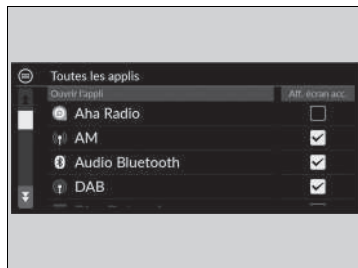 Toutes les applis
Ouvrir l'appli Aff. écran acc.
Aha Radio
AM
Audio Bluetooth
DAB